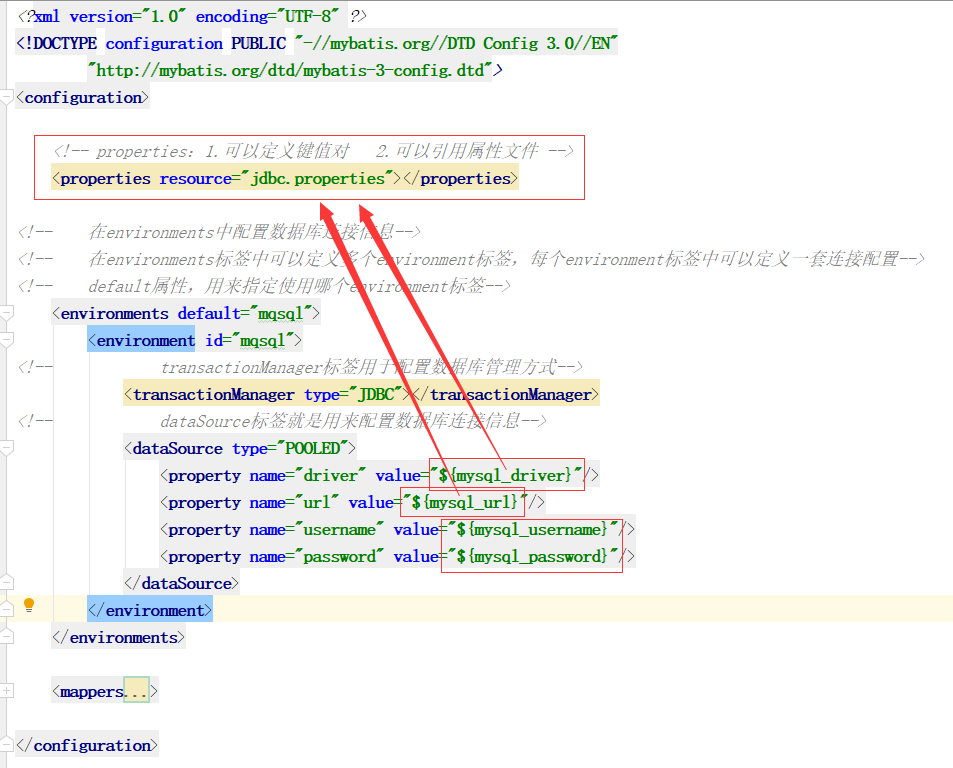 <?xml version="1.0" encoding="UTF-8" ?>
<!DOCTYPE configuration PUBLIC "-//mybatis.org//DTD Config 3.0//EN"
"http://mybatis.org/dtd/mybatis-3-config.dtd">
<configuration>
<!-- properties: 1.可以定义键值对 2.可以引用属性文件 -->
<properties resource="jdbc.properties"></properties>
<!-- 在environments中配置数据库连接信息-->
<!-- 在environments标签中可以定义多个environment标签，每个environment标签中可以定义一套连接配置-->
<!-- default属性，用来指定使用哪个environment标签-->
<environments default="mqsql">
<environment id="mqsql">
<!-- transactionManager标签用于配置数据库管理方式-->
<transactionManager type="JDBC"></transactionManager>
<!-- dataSource标签就是用来配置数据库连接信息-->
<dataSource type="POOLED">
<property name="driver" value="${mysql_driver}"/>
<property name="url" value="${mysql_url}"/>
<property name="username" value="${mysql_username}"/>
<property name="password" value="${mysql_password}"/>
</dataSource>
</environment>
</environments>
<mappers...>
</configuration>